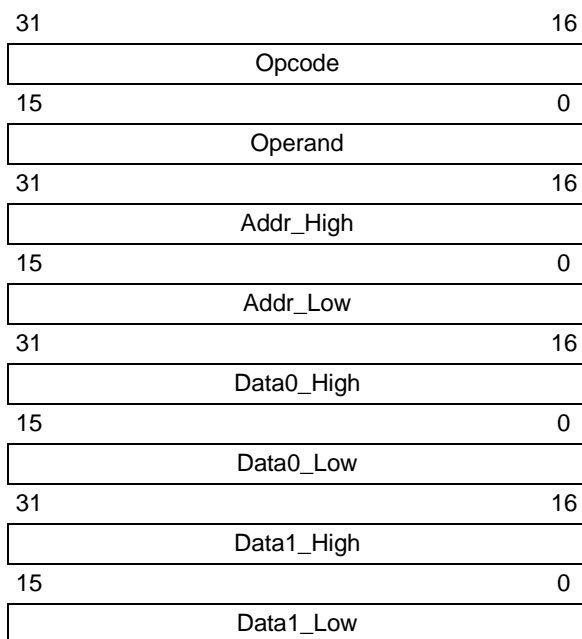 31 16
Opcode
15 0
Operand
31 16
Addr_High
15 0
Addr_Low
31 16
Data0_High
15 0
Data0_Low
31 16
Data1_High
15 0
Data1_Low